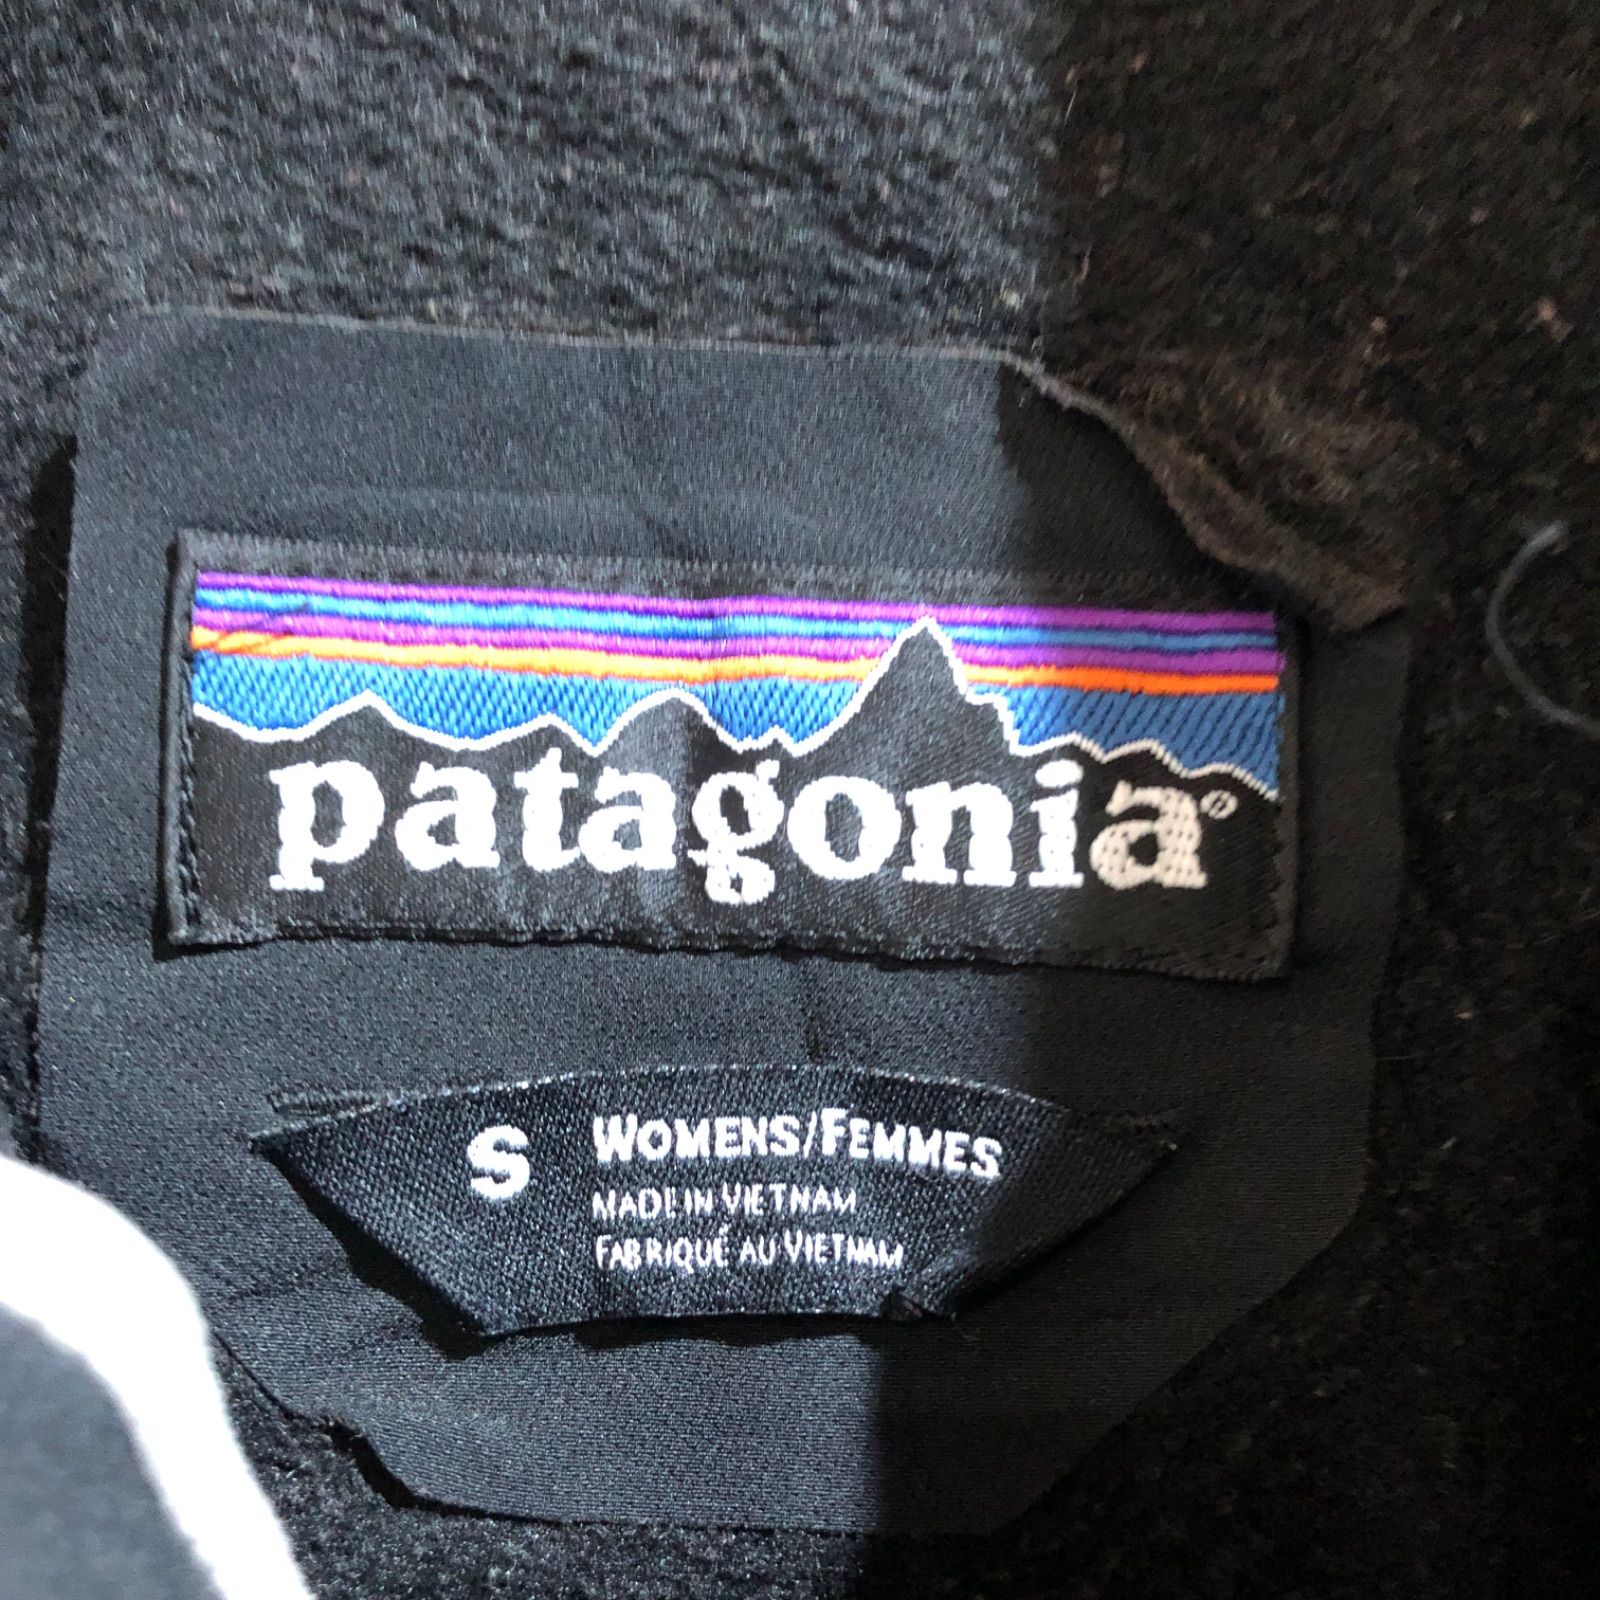 patagonia®
S WOMENS/FEMMES
MADE IN VIETNAM
FABRIQUÉ AU VIETNAM